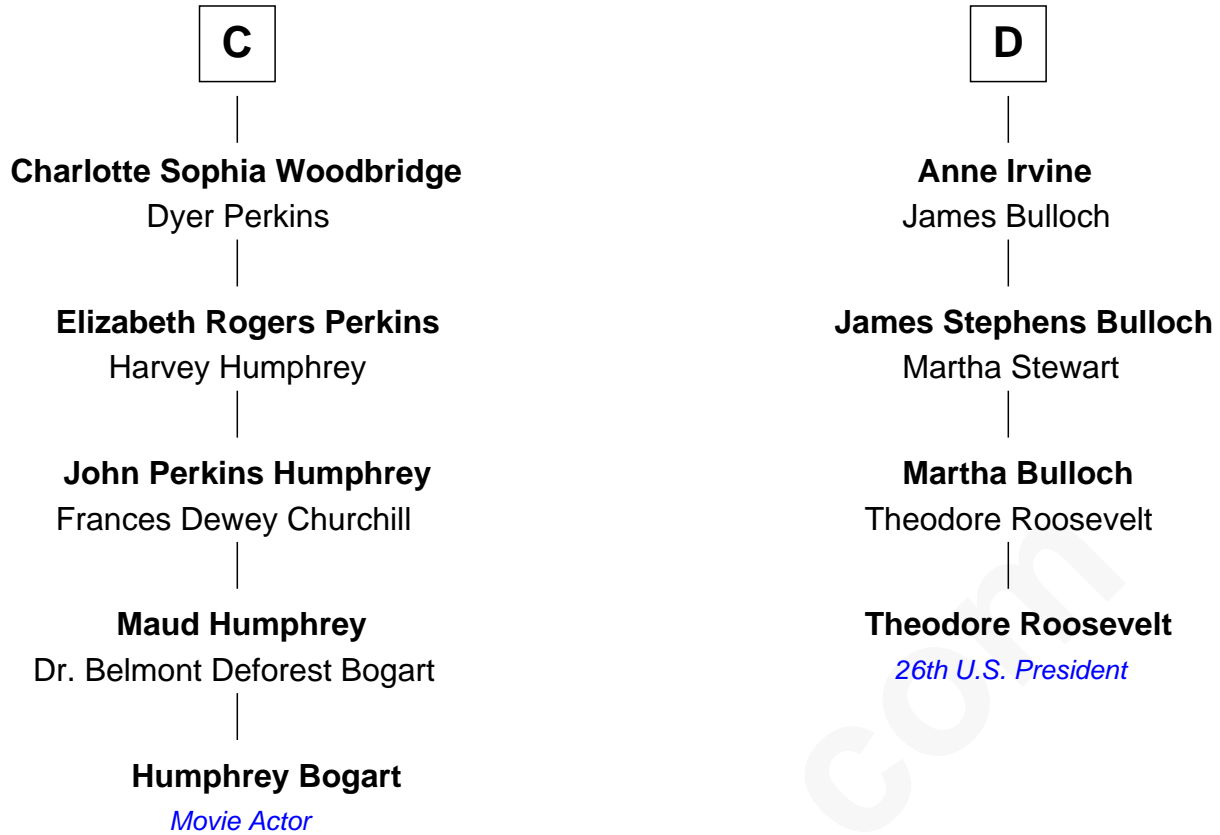 C
Charlotte Sophia Woodbridge
Dyer Perkins
Elizabeth Rogers Perkins
Harvey Humphrey
John Perkins Humphrey
Frances Dewey Churchill
Maud Humphrey
Dr. Belmont Deforest Bogart
Humphrey Bogart
Movie Actor
D
Anne Irvine
James Bulloch
James Stephens Bulloch
Martha Stewart
Martha Bulloch
Theodore Roosevelt
Theodore Roosevelt
26th U.S. President
com